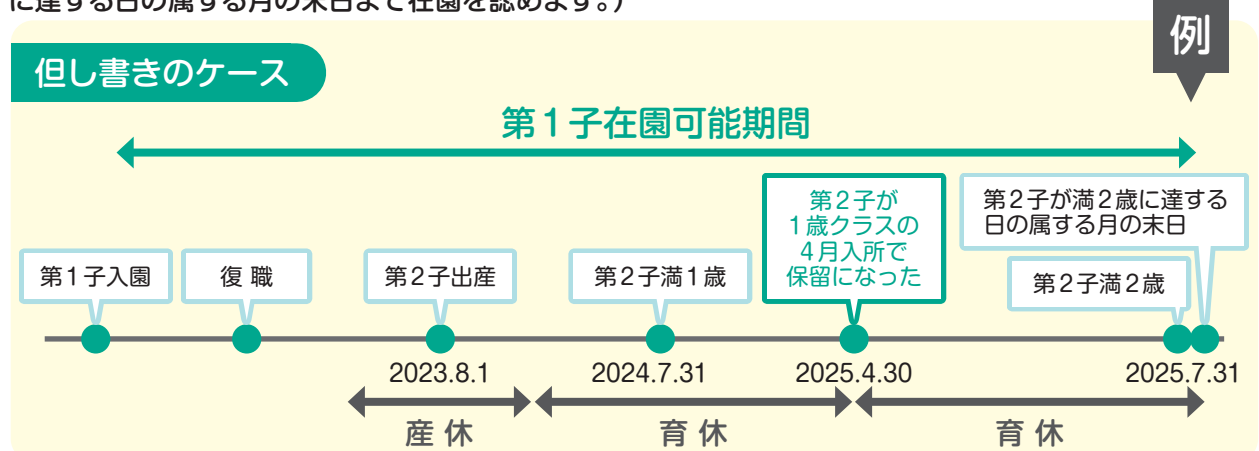 に達する日の属する月の末日まで在園を認めます。)
例
但し書きのケース
第1子在園可能期間
第2子が
1歳クラスの
4月入所で
保留になった
第2子が満2歳に達する
日の属する月の末日
第1子入園
復職
第2子出産
第2子満1歳
第2子満2歳
2023.8.1
2024.7.31
2025.4.30
2025.7.31
産休
育休
育休